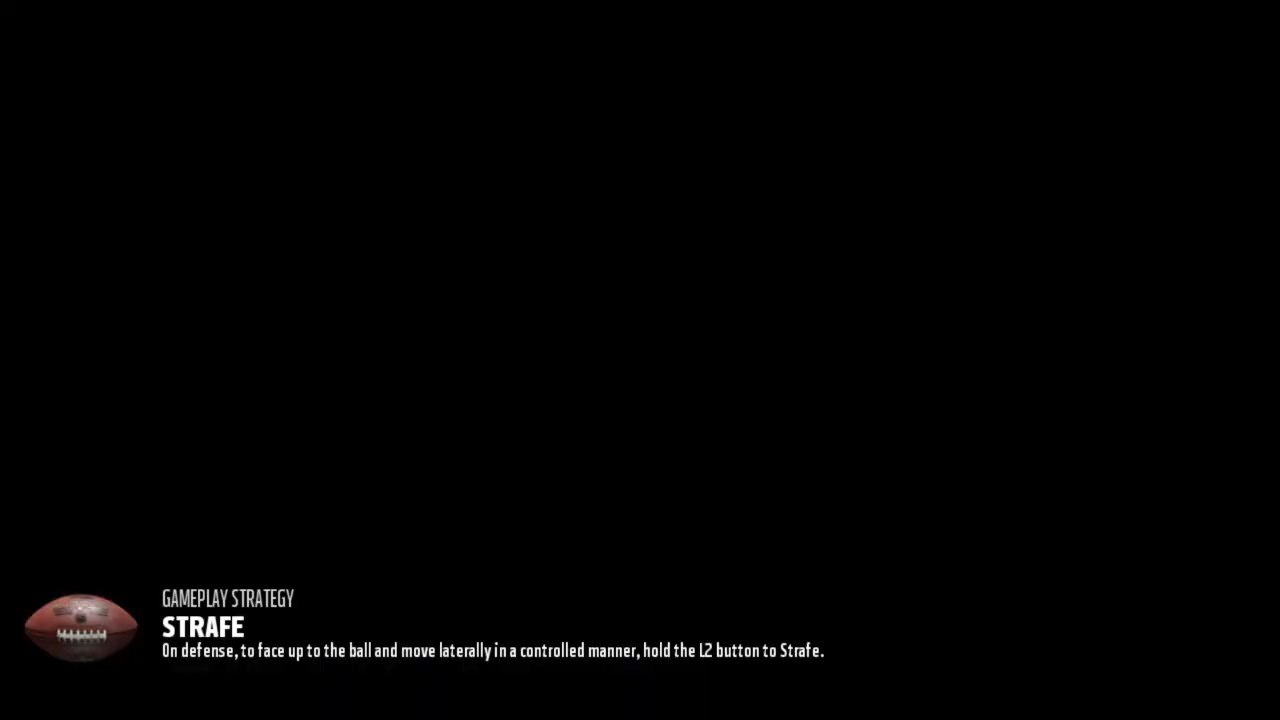 GAMEPLAY STRATEGY
STRAFE
On defense, to face up to the ball and move laterally in a controlled manner, hold the L2 button to Strafe.